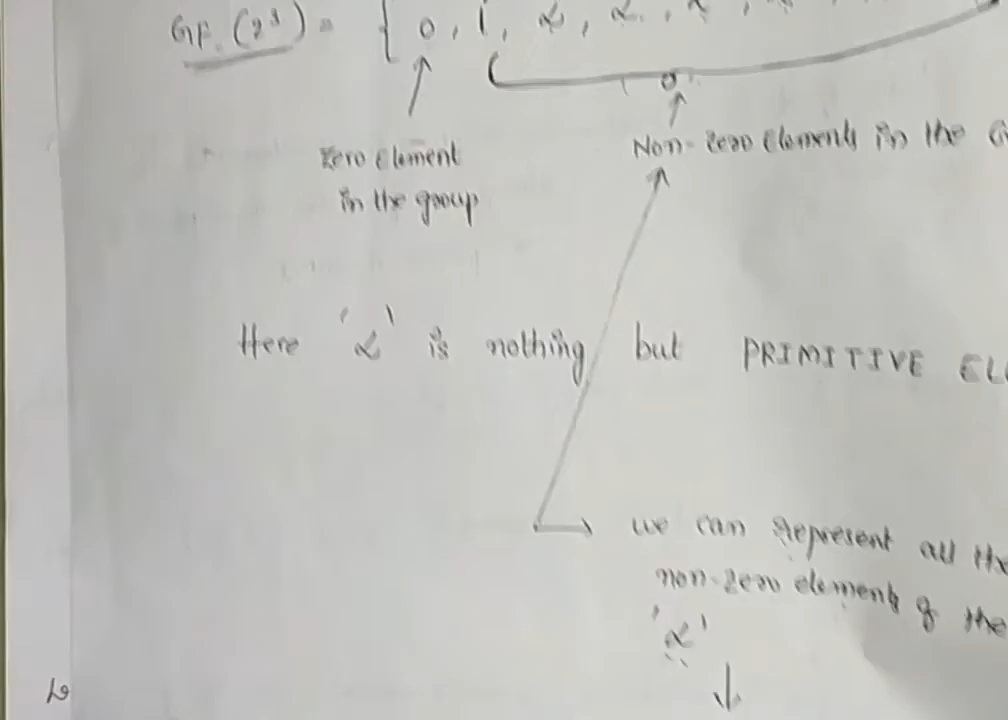 GF (2³) = { 0, 1, α, α
Zero element
in the group
Non-zero elements in the
Here 'α' is nothing but PRIMITIVE
we can represent all the
non-zero elements of the
'α'